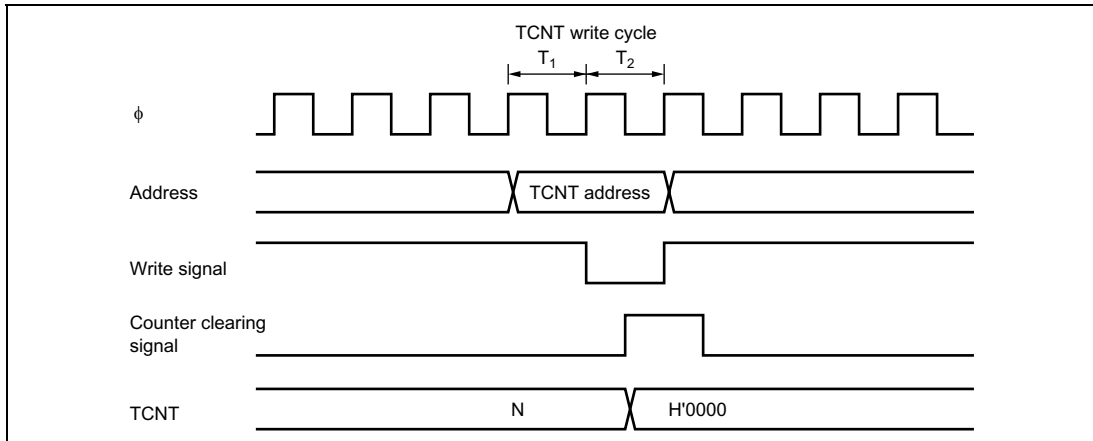 TCNT write cycle
T₁ T₂
ϕ
Address
TCNT address
Write signal
Counter clearing
signal
TCNT
N
H'0000